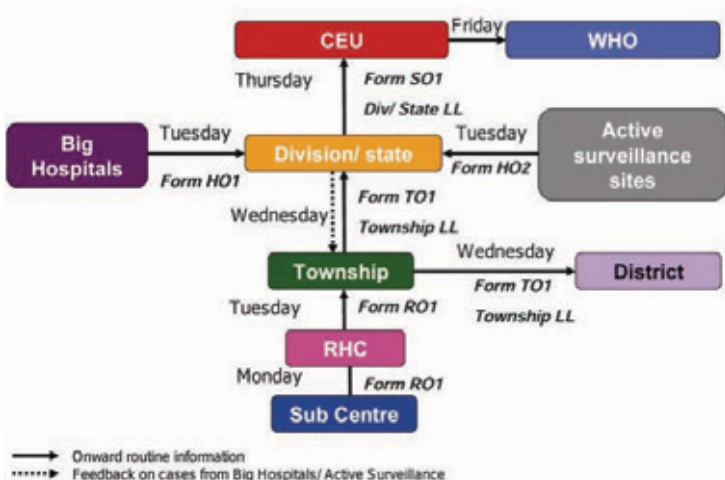 Friday
CEU
WHO
Thursday
Form SO1
Div/ State LL
Big
Hospitals
Tuesday
Form HO1
Division/ state
Tuesday
Form HO2
Active
surveillance
sites
Wednesday
Form TO1
Township LL
Township
Wednesday
Form TO1
Township LL
District
Tuesday
Form RO1
RHC
Monday
Form RO1
Sub Centre
Onward routine information
Feedback on cases from Big Hospitals/ Active Surveillance